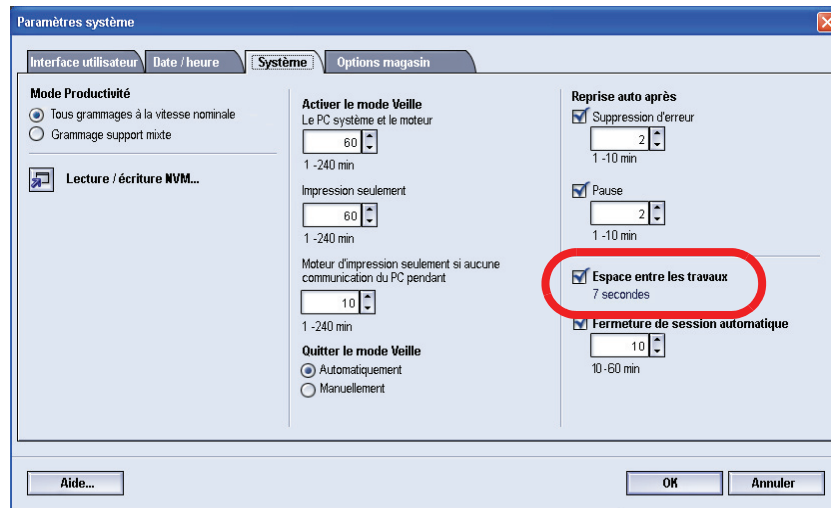 Paramètres système
Interface utilisateur
Date / heure
Système
Options magasin
Mode Productivité
Tous grammages à la vitesse nominale
Grammage support mixte
Lecture / écriture NVM...
Activer le mode Veille
Le PC système et le moteur
60
1 -240 min
Impression seulement
60
1 -240 min
Moteur d'impression seulement si aucune
communication du PC pendant
10
1 -240 min
Quitter le mode Veille
Automatiquement
Manuellement
Reprise auto après
Suppression d'erreur
2
1 -10 min
Pause
2
1 -10 min
Espace entre les travaux
7 secondes
Fermeture de session automatique
10
10-60 min
Aide...
OK
Annuler